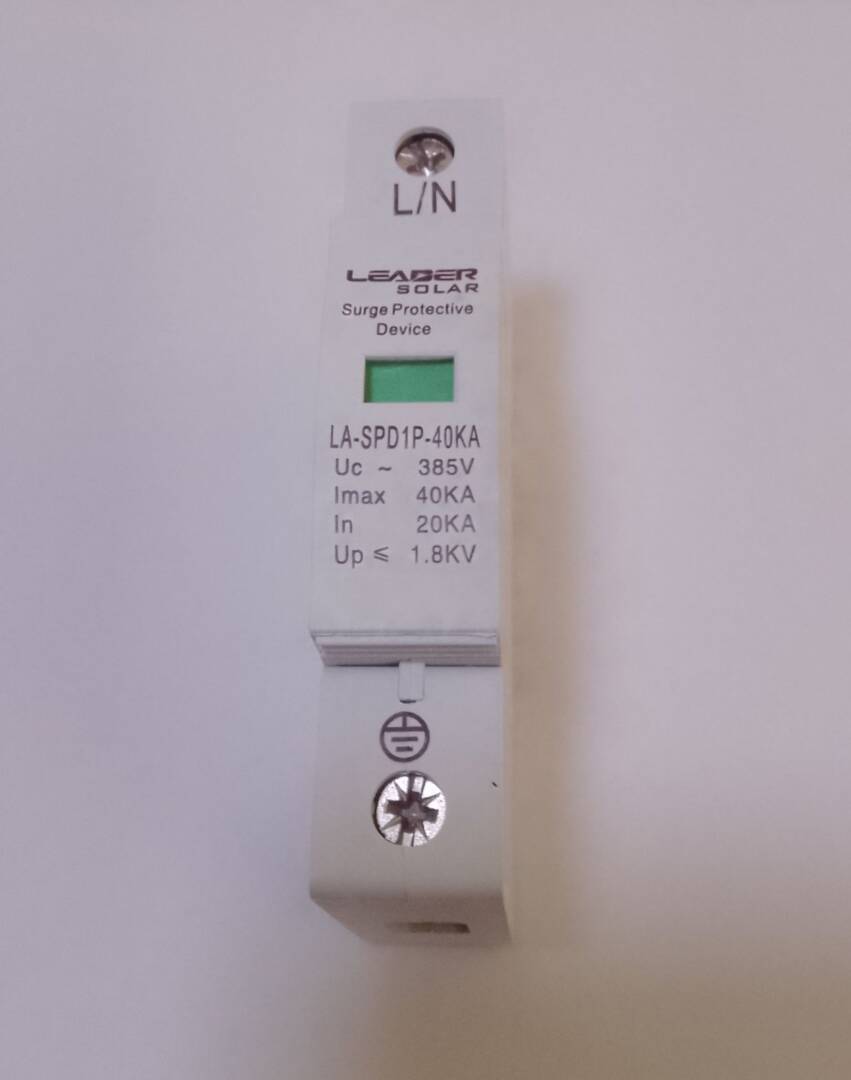 L/N
LEADER
SOLAR
Surge Protective
Device
LA-SPD1P-40KA
Uc ~ 385V
Imax 40KA
In 20KA
Up ≤ 1.8KV